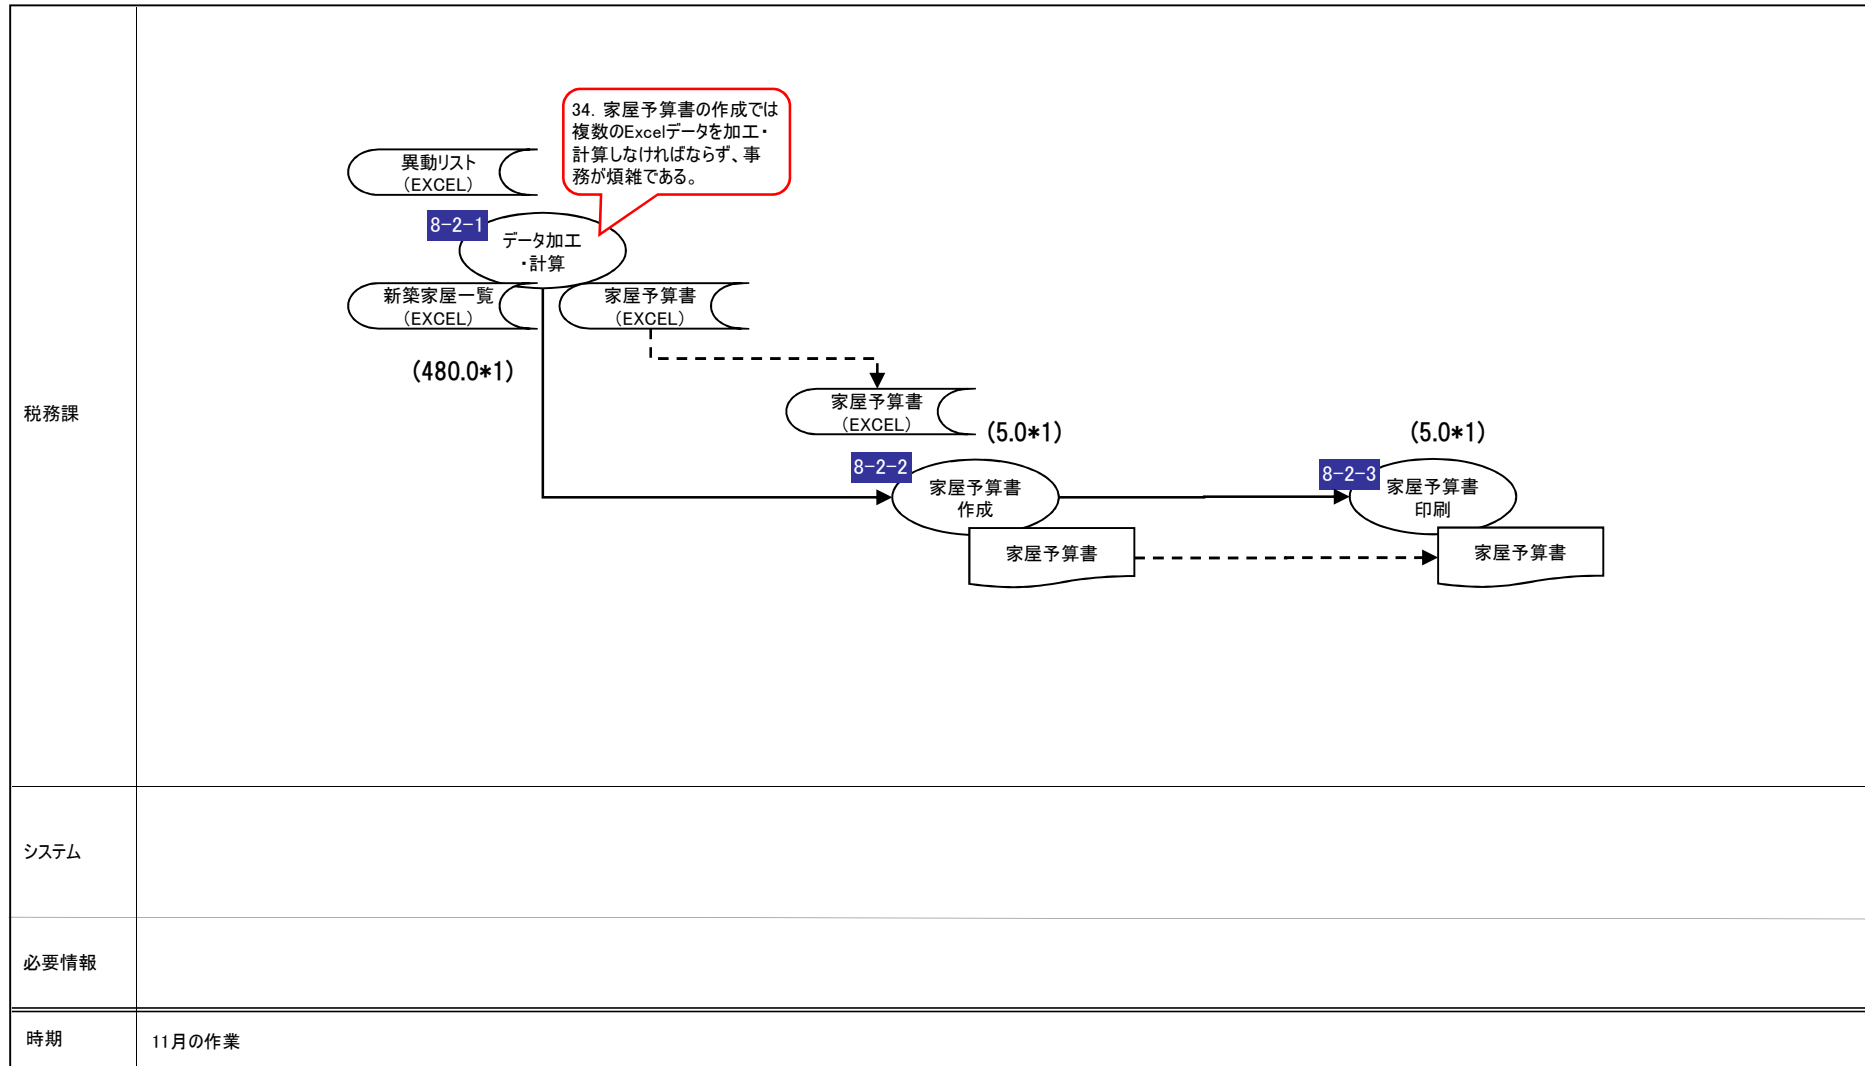 34. 家屋予算書の作成では
複数のExcelデータを加工・
計算しなければならず、事
務が煩雑である。
異動リスト
(EXCEL)
8-2-1
データ加工
・計算
新築家屋一覧
(EXCEL)
家屋予算書
(EXCEL)
(480.0*1)
税務課
家屋予算書
(EXCEL)
(5.0*1)
(5.0*1)
8-2-2
家屋予算書
作成
8-2-3
家屋予算書
印刷
家屋予算書
家屋予算書
システム
必要情報
時期
11月の作業